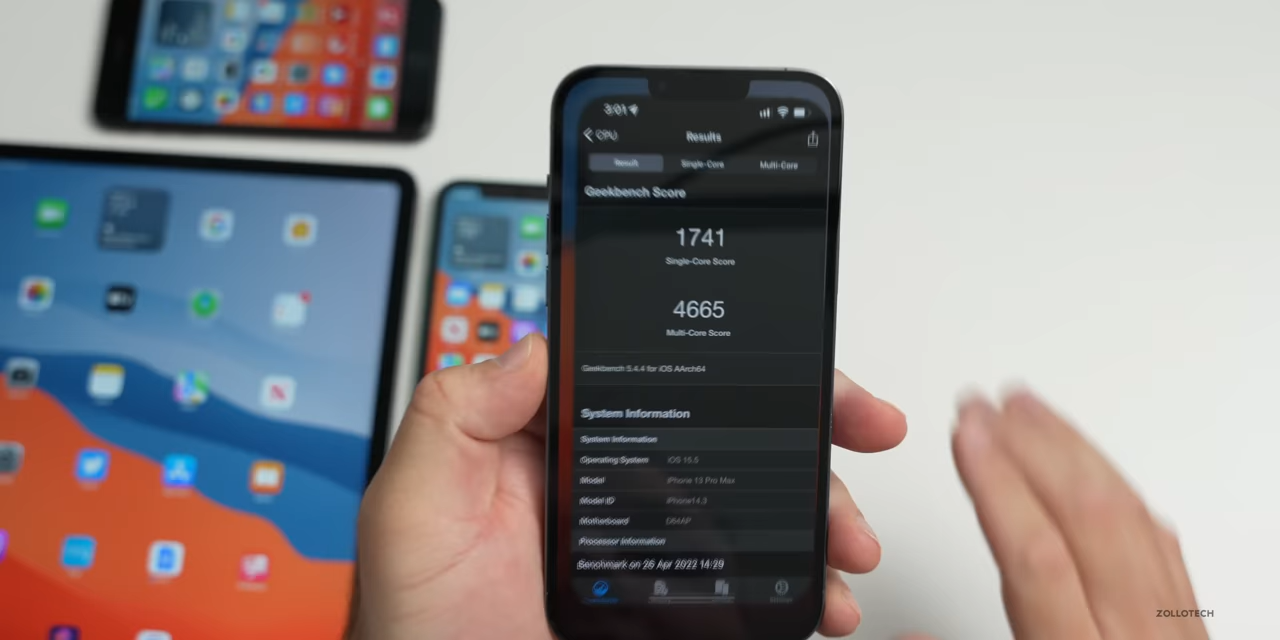 3:01
CPU
Results
Result Single-Core Multi-Core
Geekbench Score
1741
Single-Core Score
4665
Multi-Core Score
Geekbench 5.4.4 for iOS AArch64
System Information
System Information
Operating System iOS 15.5
Model iPhone 13 Pro Max
Model ID iPhone14,3
Motherboard D64AP
Processor Information
Benchmark on 26 Apr 2022 14:29
ZOLLOTECH